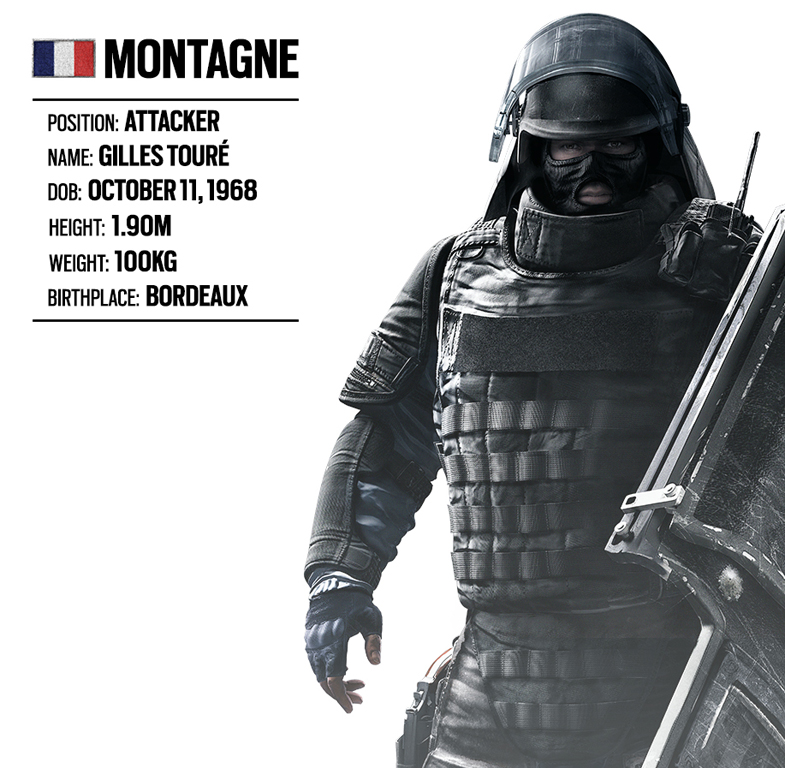 MONTAGNE
POSITION: ATTACKER
NAME: GILLES TOURÉ
DOB: OCTOBER 11, 1968
HEIGHT: 1.90M
WEIGHT: 100KG
BIRTHPLACE: BORDEAUX